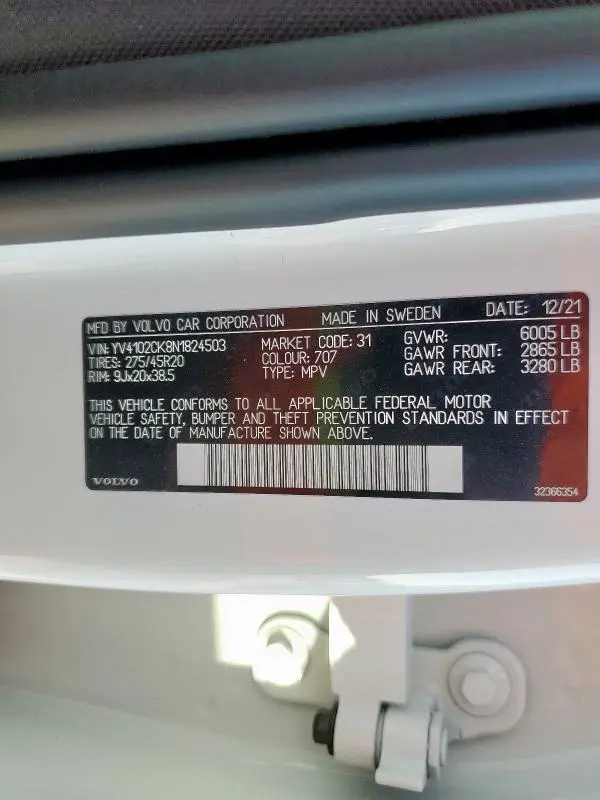 MFD BY VOLVO CAR CORPORATION MADE IN SWEDEN DATE: 12/21
VIN: YV4102CK8N1824503 MARKET CODE: 31 GVWR: 6005 LB
TIRES: 275/45R20 COLOUR: 707 GAWR FRONT: 2865 LB
RIM: 9Jx20x38.5 TYPE: MPV GAWR REAR: 3280 LB
THIS VEHICLE CONFORMS TO ALL APPLICABLE FEDERAL MOTOR
VEHICLE SAFETY, BUMPER AND THEFT PREVENTION STANDARDS IN EFFECT
ON THE DATE OF MANUFACTURE SHOWN ABOVE.
VOLVO 32366354